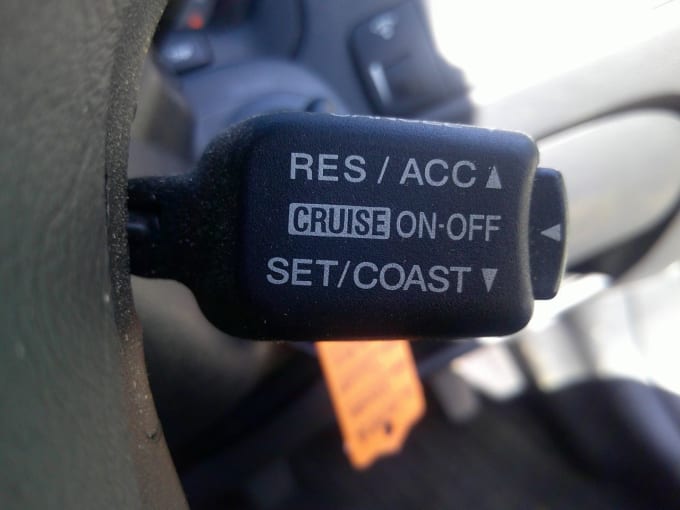 RES / ACC ▲
CRUISE ON-OFF ◀
SET/COAST ▼